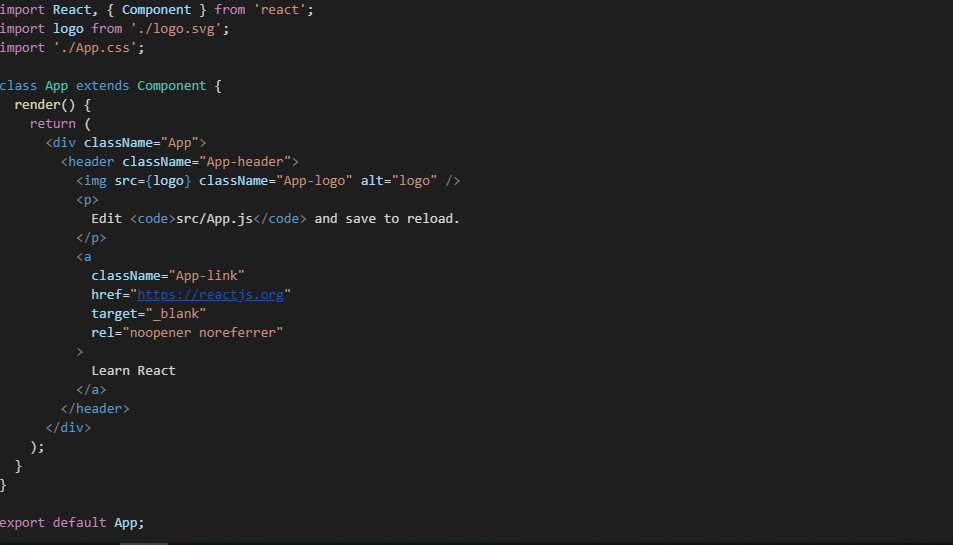 import React, { Component } from 'react';
import logo from './logo.svg';
import './App.css';

class App extends Component {
  render() {
    return (
      <div className="App">
        <header className="App-header">
          <img src={logo} className="App-logo" alt="logo" />
          <p>
            Edit <code>src/App.js</code> and save to reload.
          </p>
          <a
            className="App-link"
            href="https://reactjs.org"
            target="_blank"
            rel="noopener noreferrer"
          >
            Learn React
          </a>
        </header>
      </div>
    );
  }
}

export default App;